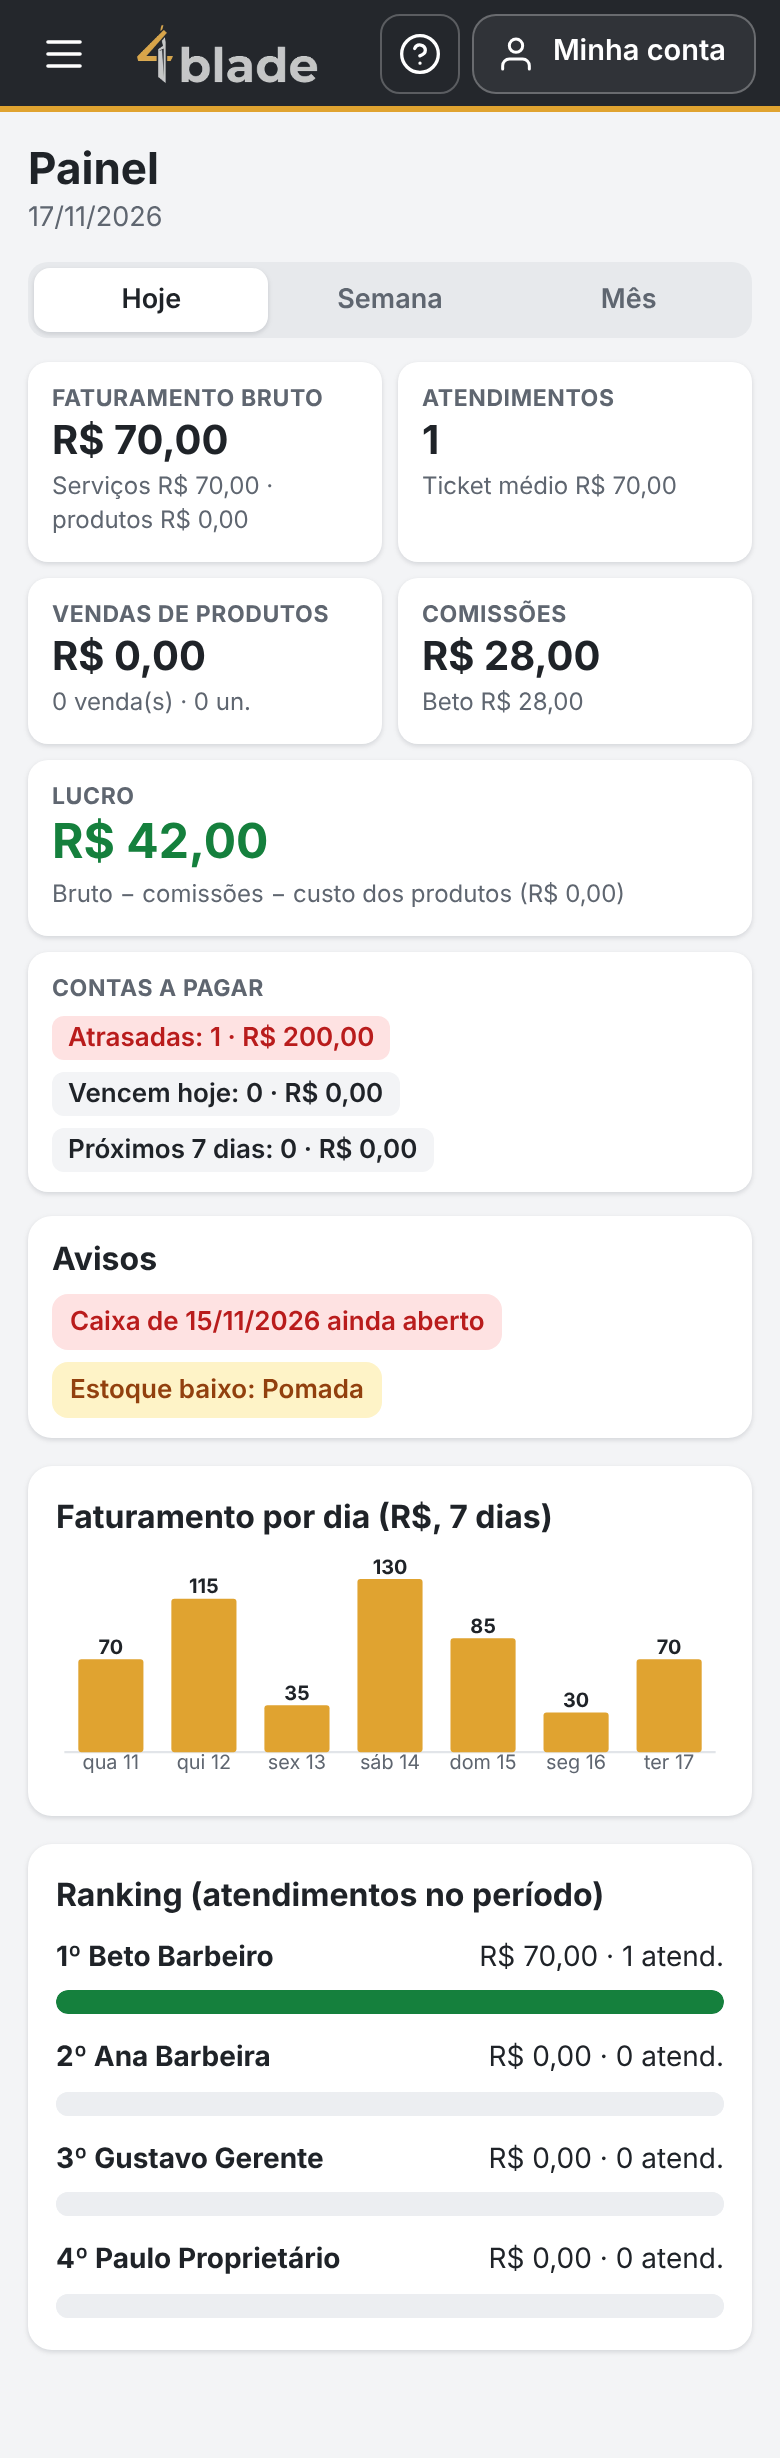 4blade
Minha conta
Painel
17/11/2026
Hoje
Semana
Mês
FATURAMENTO BRUTO
R$ 70,00
Serviços R$ 70,00 ·
produtos R$ 0,00
ATENDIMENTOS
1
Ticket médio R$ 70,00
VENDAS DE PRODUTOS
R$ 0,00
0 venda(s) · 0 un.
COMISSÕES
R$ 28,00
Beto R$ 28,00
LUCRO
R$ 42,00
Bruto – comissões – custo dos produtos (R$ 0,00)
CONTAS A PAGAR
Atrasadas: 1 · R$ 200,00
Vencem hoje: 0 · R$ 0,00
Próximos 7 dias: 0 · R$ 0,00
Avisos
Caixa de 15/11/2026 ainda aberto
Estoque baixo: Pomada
Faturamento por dia (R$, 7 dias)
70
115
35
130
85
30
70
qua 11
qui 12
sex 13
sáb 14
dom 15
seg 16
ter 17
Ranking (atendimentos no período)
1º Beto Barbeiro R$ 70,00 · 1 atend.
2º Ana Barbeira R$ 0,00 · 0 atend.
3º Gustavo Gerente R$ 0,00 · 0 atend.
4º Paulo Proprietário R$ 0,00 · 0 atend.